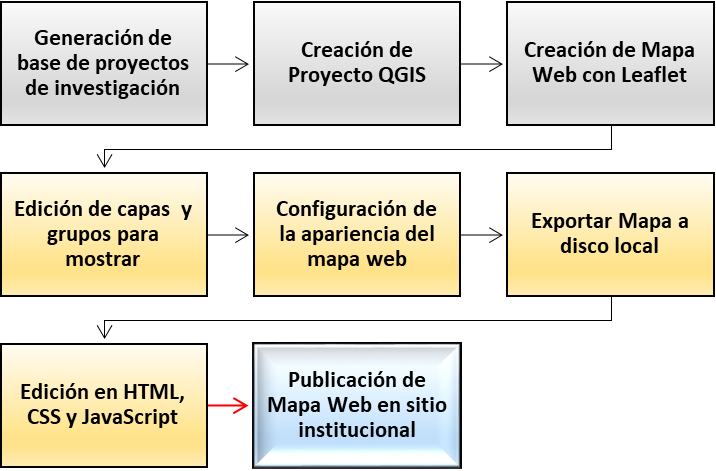 Generación de
base de proyectos
de investigación
Creación de
Proyecto QGIS
Creación de Mapa
Web con Leaflet
Edición de capas y
grupos para
mostrar
Configuración de
la apariencia del
mapa web
Exportar Mapa a
disco local
Edición en HTML,
CSS y JavaScript
Publicación de
Mapa Web en sitio
institucional